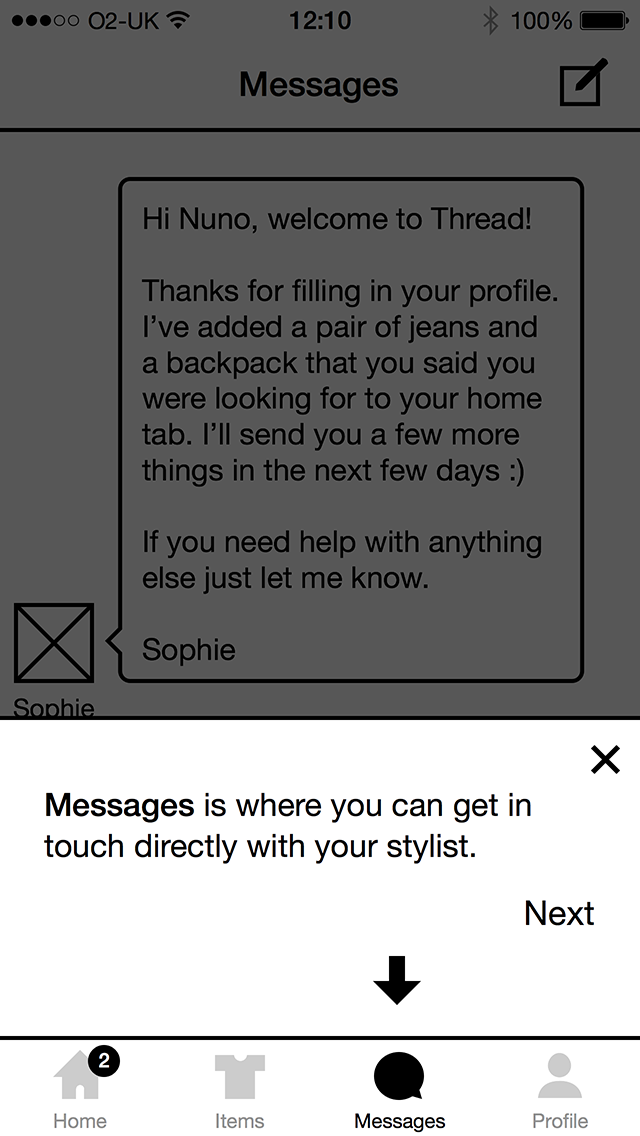 O2-UK 12:10 100%
Messages
Hi Nuno, welcome to Thread!
Thanks for filling in your profile.
I’ve added a pair of jeans and
a backpack that you said you
were looking for to your home
tab. I’ll send you a few more
things in the next few days :)
If you need help with anything
else just let me know.
Sophie
Sophie
Messages is where you can get in
touch directly with your stylist.
Next
2
Home Items Messages Profile